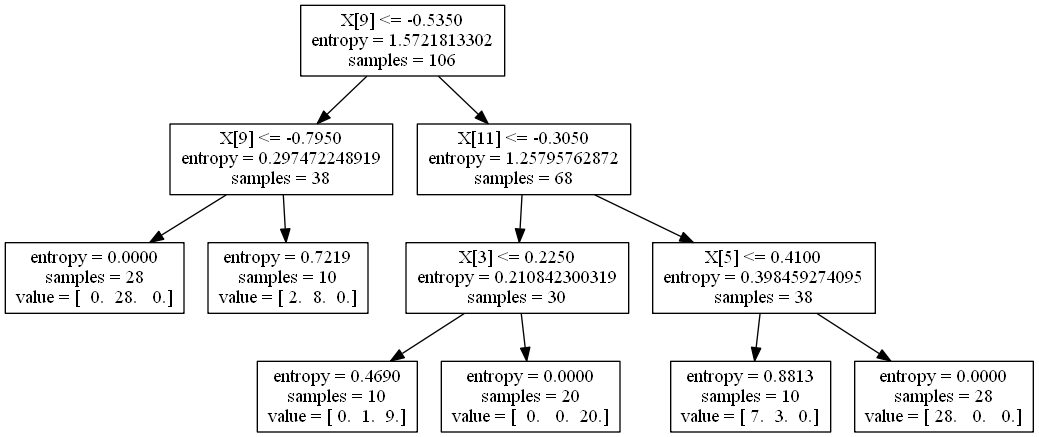 X[9] <= -0.5350
entropy = 1.5721813302
samples = 106
X[9] <= -0.7950
entropy = 0.297472248919
samples = 38
X[11] <= -0.3050
entropy = 1.25795762872
samples = 68
entropy = 0.0000
samples = 28
value = [ 0. 28. 0.]
entropy = 0.7219
samples = 10
value = [ 2. 8. 0.]
X[3] <= 0.2250
entropy = 0.210842300319
samples = 30
X[5] <= 0.4100
entropy = 0.398459274095
samples = 38
entropy = 0.4690
samples = 10
value = [ 0. 1. 9.]
entropy = 0.0000
samples = 20
value = [ 0. 0. 20.]
entropy = 0.8813
samples = 10
value = [ 7. 3. 0.]
entropy = 0.0000
samples = 28
value = [ 28. 0. 0.]